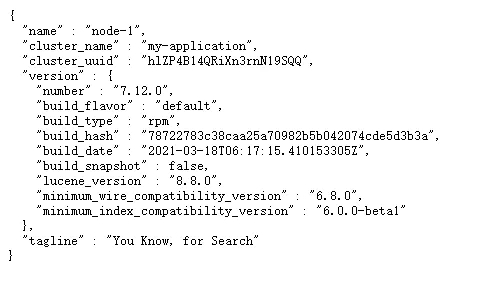 {
  "name" : "node-1",
  "cluster_name" : "my-application",
  "cluster_uuid" : "hlZP4B14QRiXn3rnN19SQQ",
  "version" : {
    "number" : "7.12.0",
    "build_flavor" : "default",
    "build_type" : "rpm",
    "build_hash" : "78722783c38caa25a70982b5b042074cde5d3b3a",
    "build_date" : "2021-03-18T06:17:15.410153305Z",
    "build_snapshot" : false,
    "lucene_version" : "8.8.0",
    "minimum_wire_compatibility_version" : "6.8.0",
    "minimum_index_compatibility_version" : "6.0.0-beta1"
  },
  "tagline" : "You Know, for Search"
}